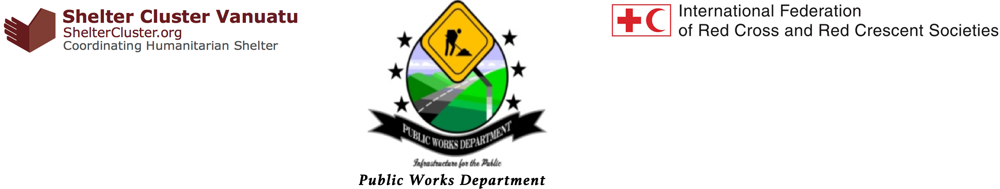 Shelter Cluster Vanuatu
ShelterCluster.org
Coordinating Humanitarian Shelter
PUBLIC WORKS DEPARTMENT
Infrastructure for the Public
Public Works Department
International Federation
of Red Cross and Red Crescent Societies